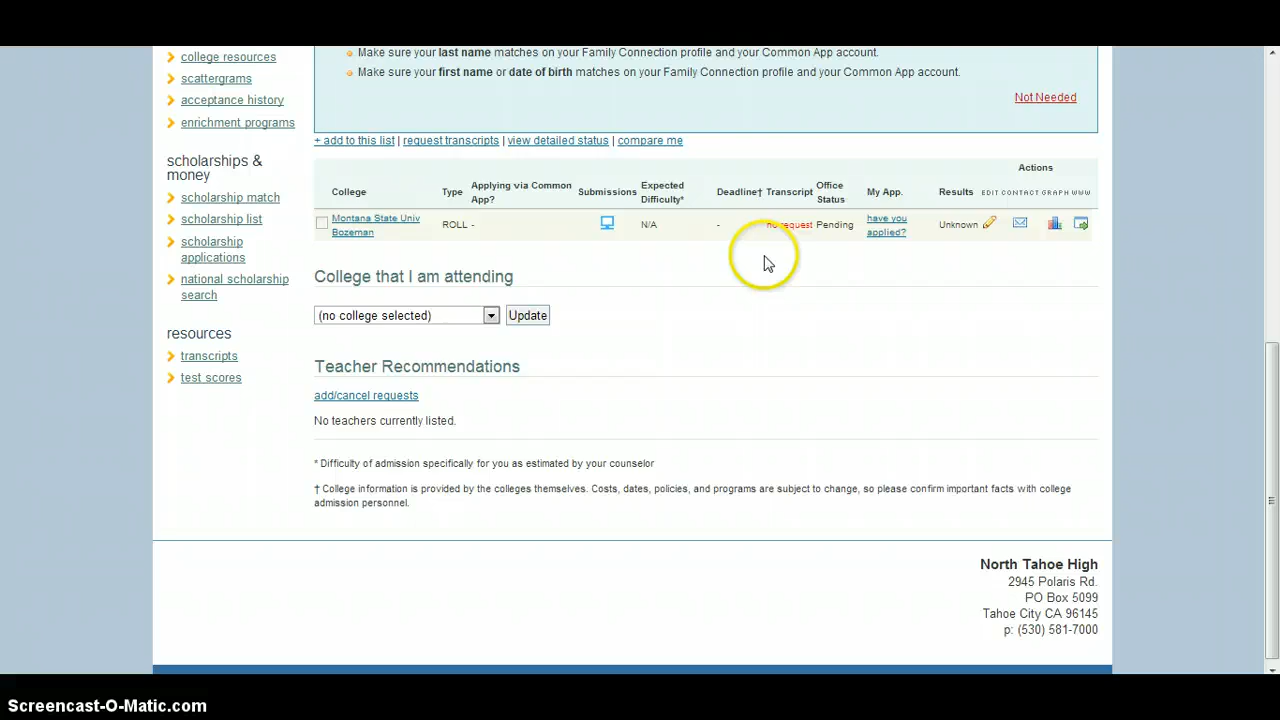 college resources
scattergrams
acceptance history
enrichment programs
scholarships &
money
scholarship match
scholarship list
scholarship
applications
national scholarship
search
resources
transcripts
test scores
Make sure your last name matches on your Family Connection profile and your Common App account.
Make sure your first name or date of birth matches on your Family Connection profile and your Common App account.
Not Needed
+ add to this list | request transcripts | view detailed status | compare me
Actions
College Type Applying via Common App? Submissions Expected Difficulty* Deadline† Transcript Office Status My App. Results EDIT CONTACT GRAPH WWW
Montana State Univ Bozeman ROLL - N/A - no request Pending have you applied? Unknown
College that I am attending
(no college selected) Update
Teacher Recommendations
add/cancel requests
No teachers currently listed.
* Difficulty of admission specifically for you as estimated by your counselor
† College information is provided by the colleges themselves. Costs, dates, policies, and programs are subject to change, so please confirm important facts with college
admission personnel.
North Tahoe High
2945 Polaris Rd.
PO Box 5099
Tahoe City CA 96145
p: (530) 581-7000
Screencast-O-Matic.com